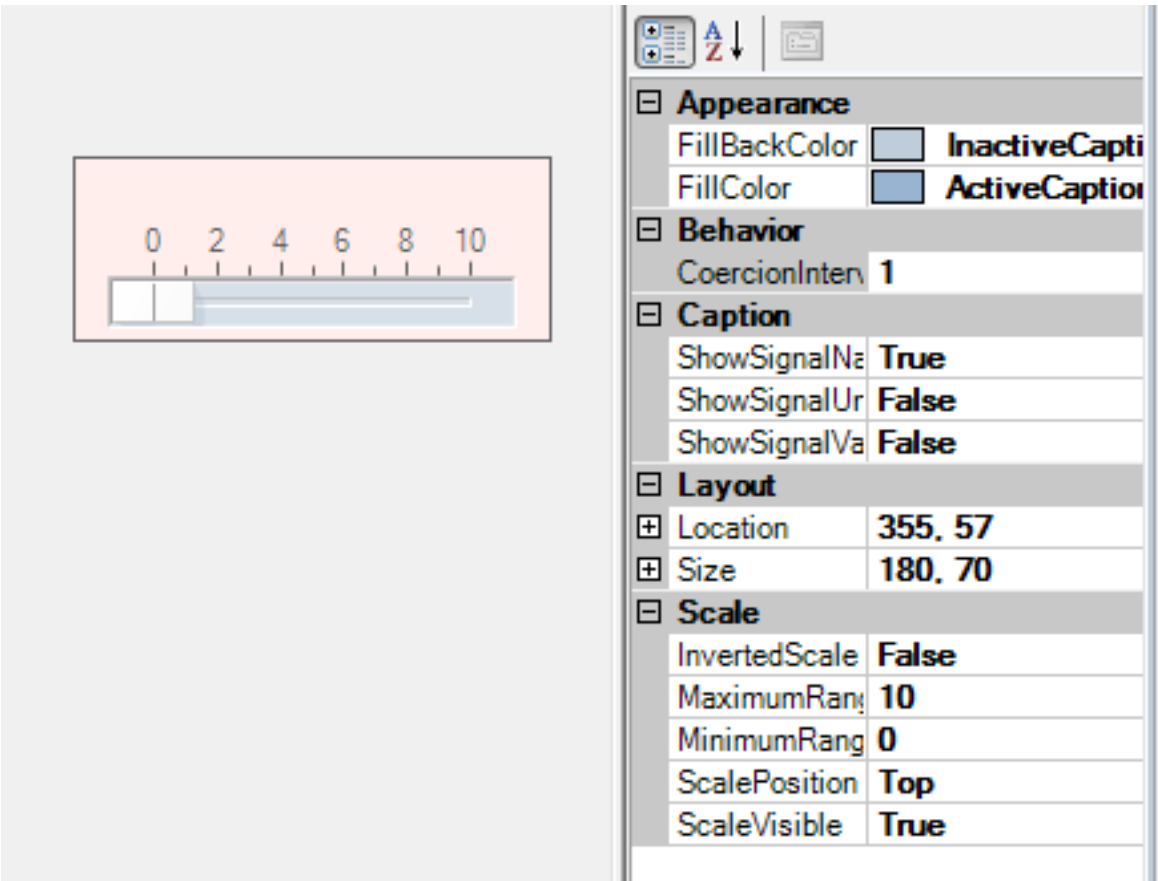 0 2 4 6 8 10
A
Z
Appearance
FillBackColor InactiveCapti
FillColor ActiveCaption
Behavior
CoercionInterv 1
Caption
ShowSignalNa True
ShowSignalUr False
ShowSignalVa False
Layout
Location 355, 57
Size 180, 70
Scale
InvertedScale False
MaximumRang 10
MinimumRang 0
ScalePosition Top
ScaleVisible True